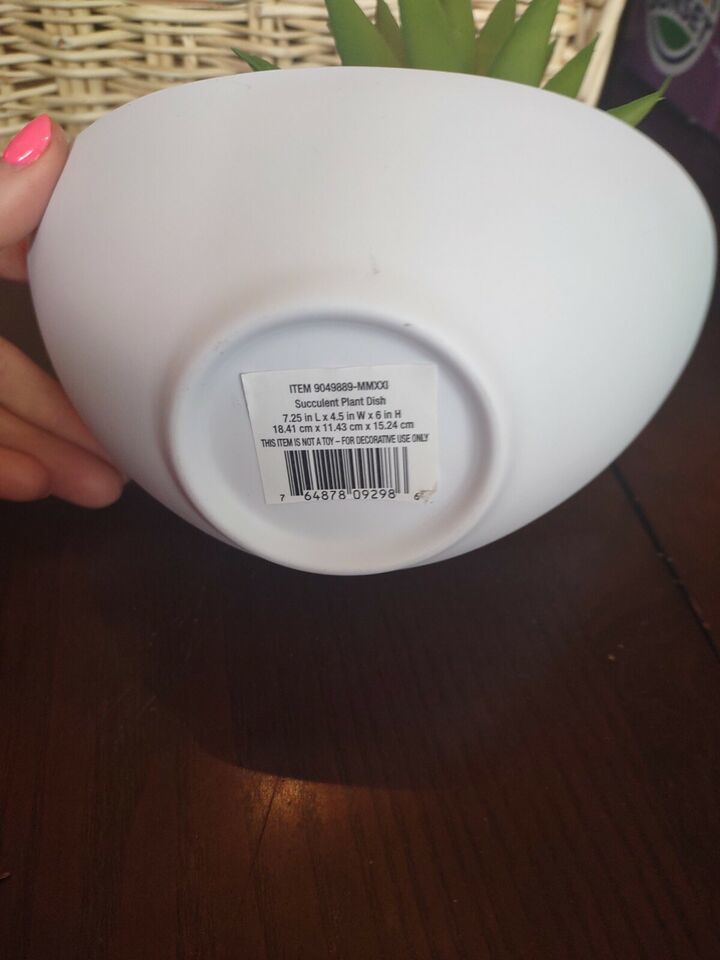 ITEM 9049889-MMXXI
Succulent Plant Dish
7.25 in L x 4.5 in W x 6 in H
18.41 cm x 11.43 cm x 15.24 cm
THIS ITEM IS NOT A TOY – FOR DECORATIVE USE ONLY
7 64878 09298 6